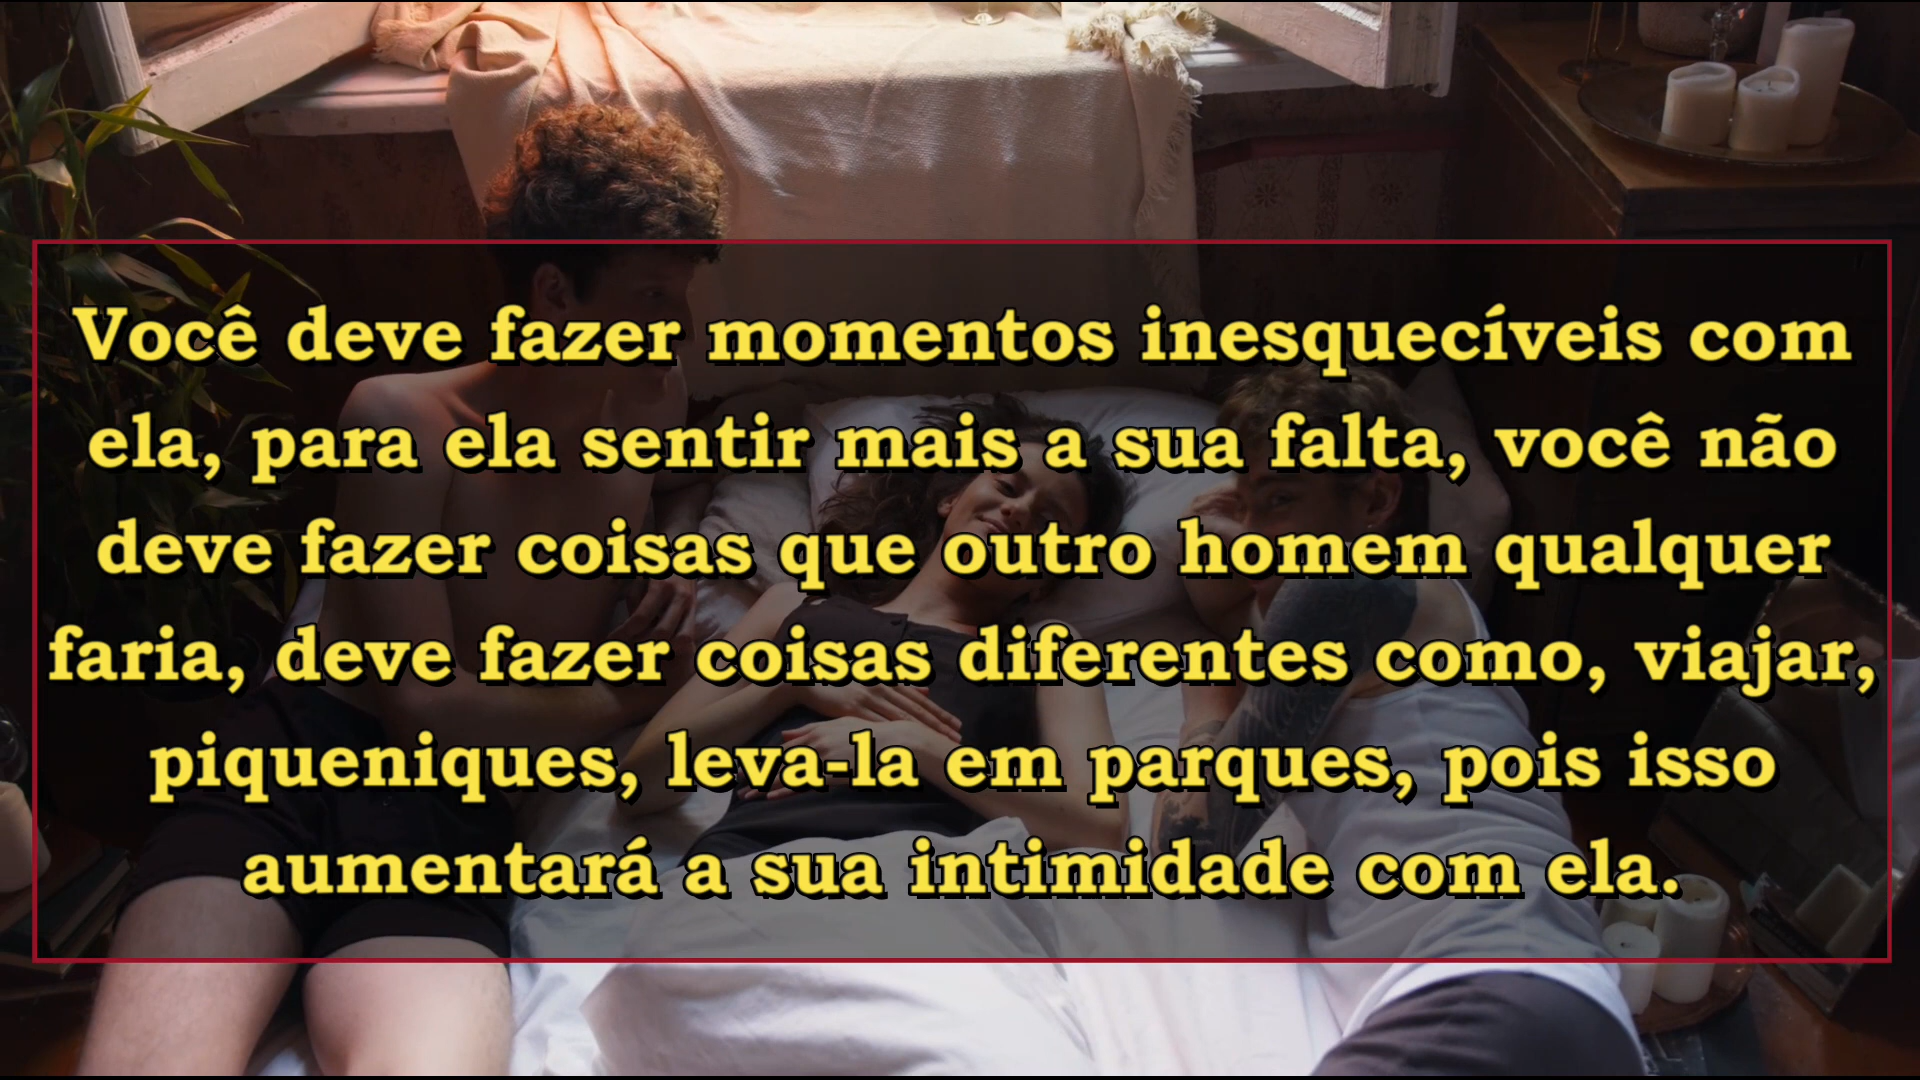 Você deve fazer momentos inesquecíveis com
ela, para ela sentir mais a sua falta, você não
deve fazer coisas que outro homem qualquer
faria, deve fazer coisas diferentes como, viajar,
piqueniques, leva-la em parques, pois isso
aumentará a sua intimidade com ela.